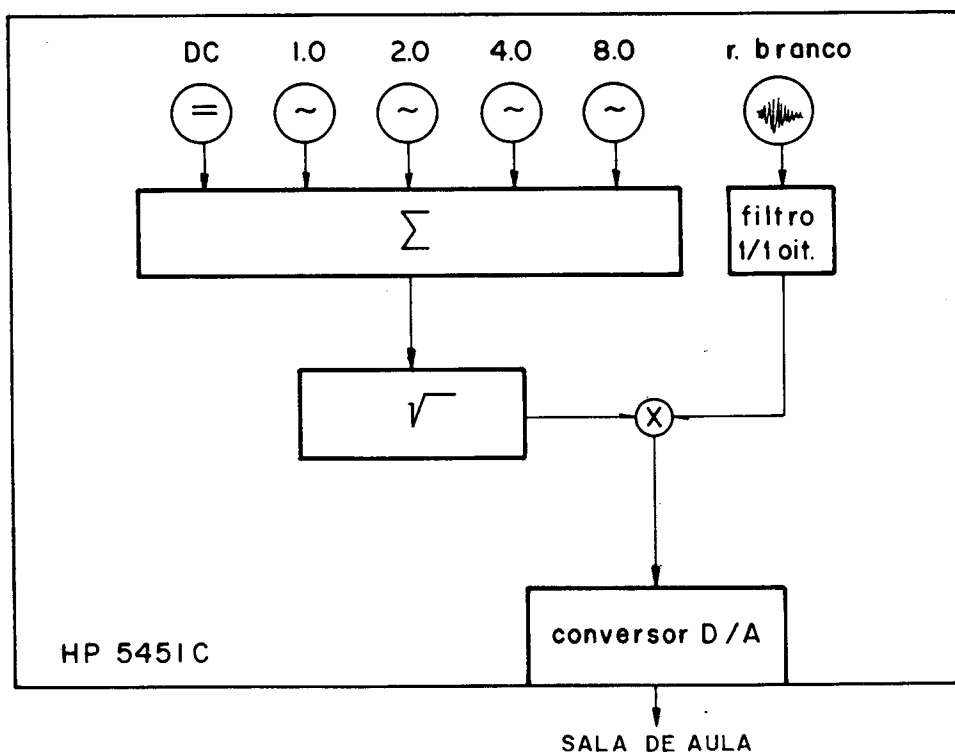 DC 1.0 2.0 4.0 8.0 r. branco
= ~ ~ ~ ~
Σ
filtro
1/1 oit.
√
X
conversor D/A
HP 5451C
SALA DE AULA